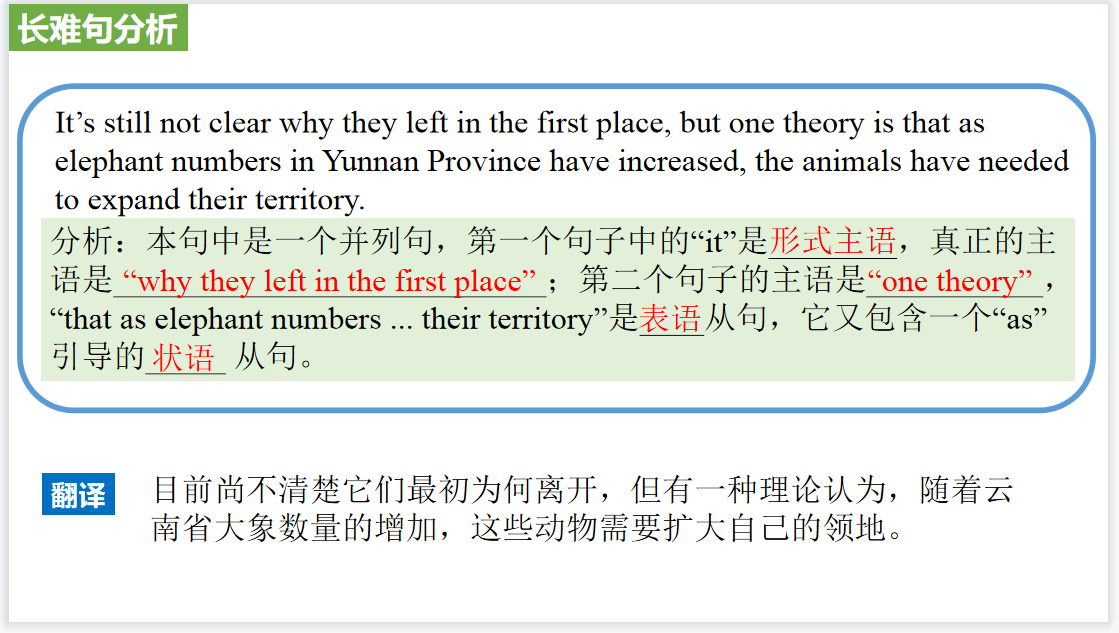 长难句分析
It’s still not clear why they left in the first place, but one theory is that as
elephant numbers in Yunnan Province have increased, the animals have needed
to expand their territory.
分析：本句中是一个并列句，第一个句子中的“it”是形式主语，真正的主
语是 “why they left in the first place” ；第二个句子的主语是“one theory” ，
“that as elephant numbers ... their territory”是表语从句，它又包含一个“as”
引导的 状语 从句。
翻译
目前尚不清楚它们最初为何离开，但有一种理论认为，随着云
南省大象数量的增加，这些动物需要扩大自己的领地。